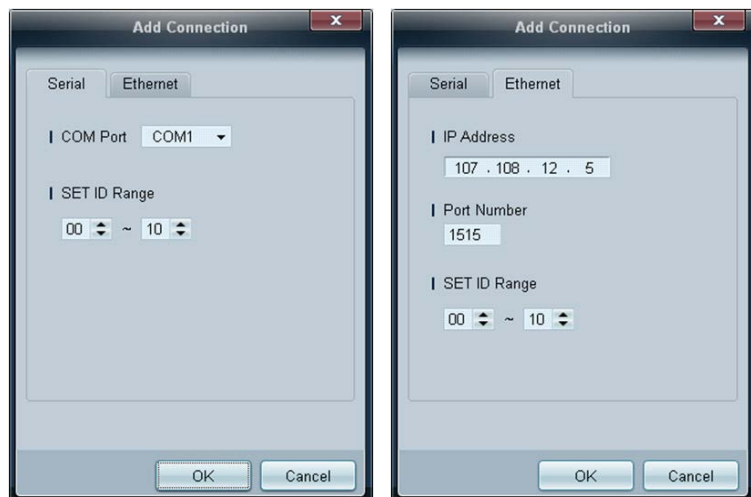 Add Connection
x
Serial Ethernet
COM Port COM1
SET ID Range
00 ~ 10
OK Cancel
Add Connection
x
Serial Ethernet
IP Address
107 . 108 . 12 . 5
Port Number
1515
SET ID Range
00 ~ 10
OK Cancel